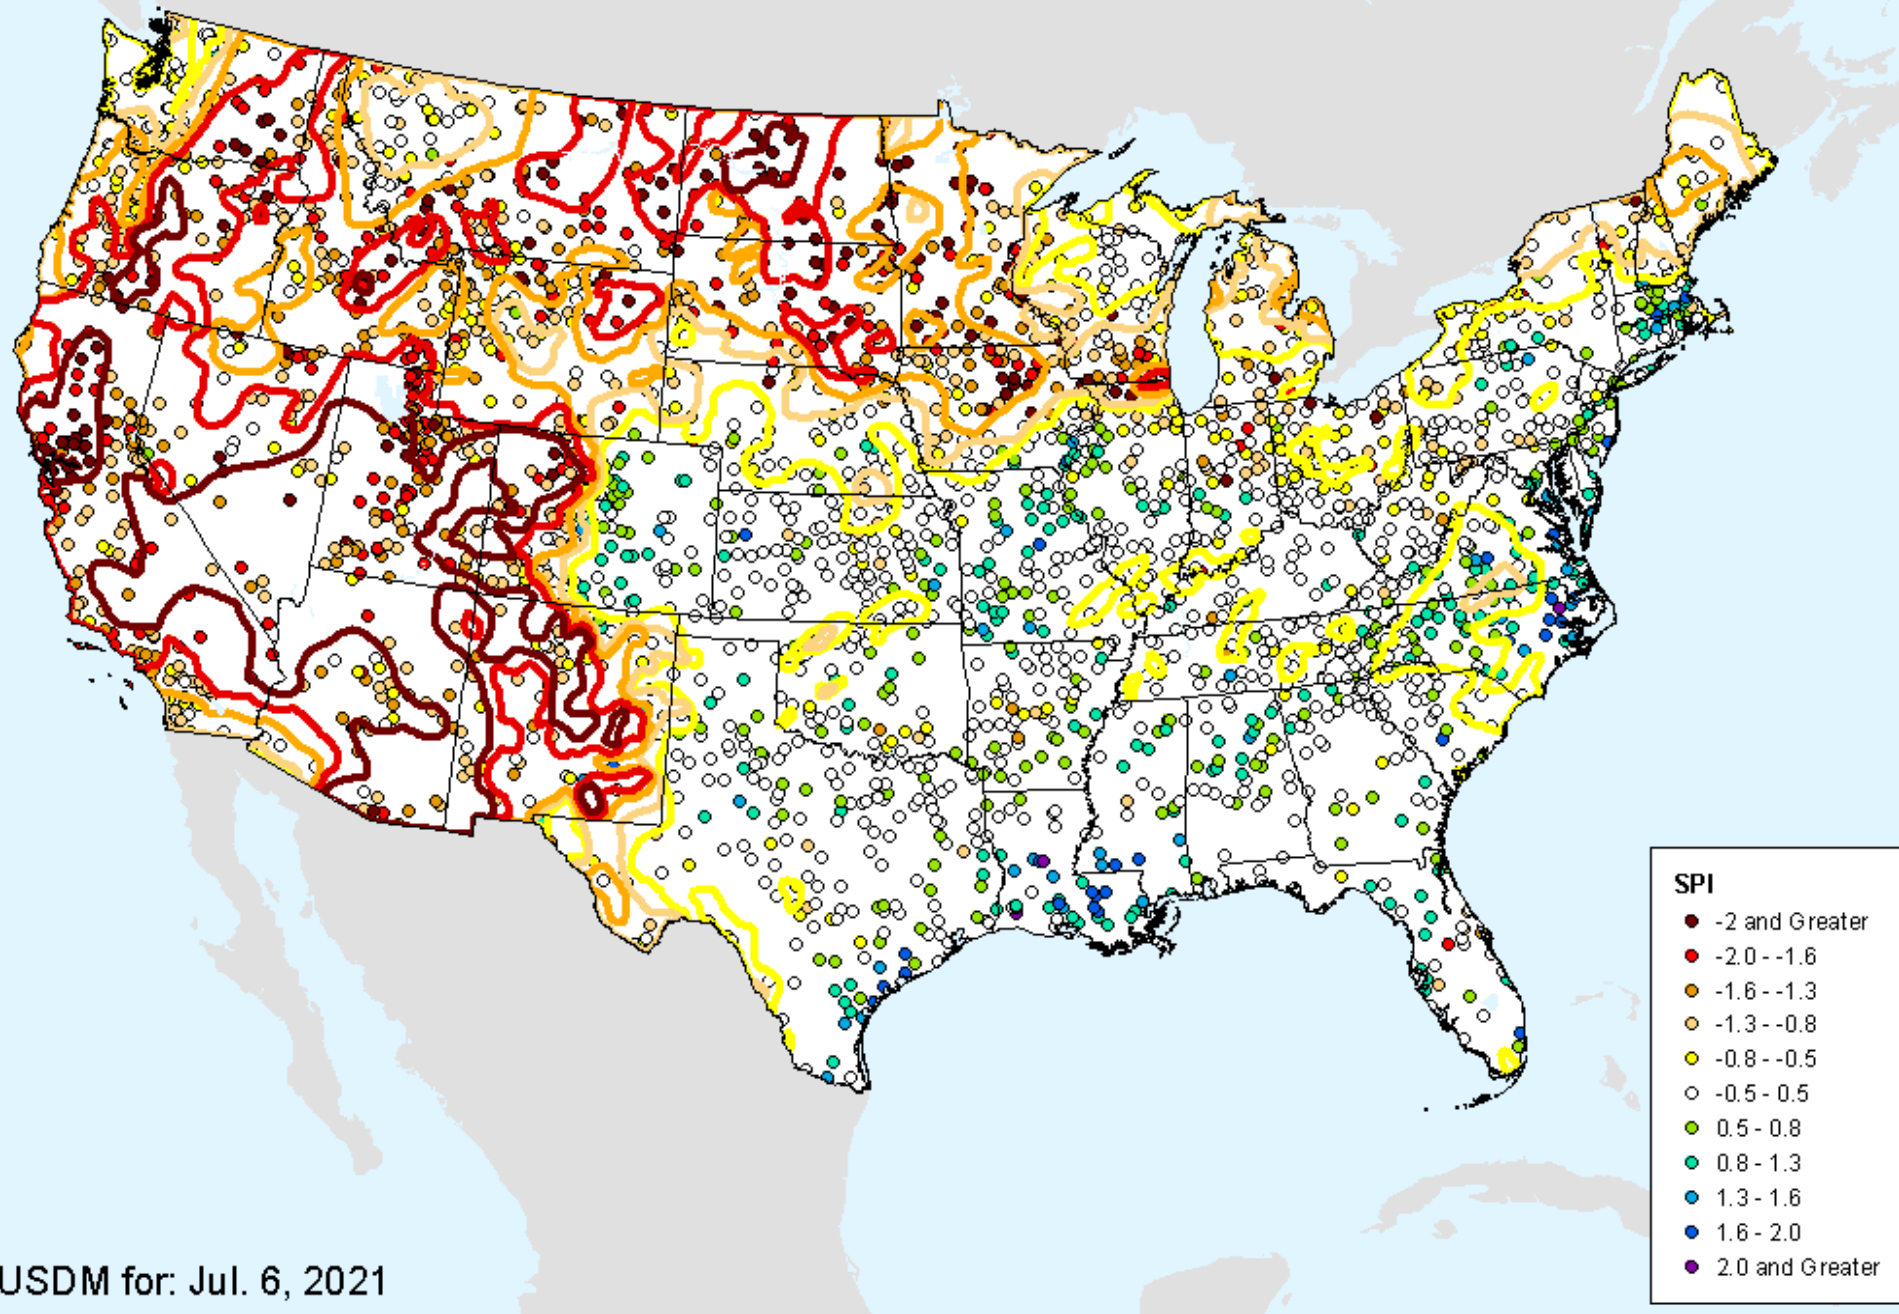 SPI
-2 and Greater
-2.0 - -1.6
-1.6 - -1.3
-1.3 - -0.8
-0.8 - -0.5
-0.5 - 0.5
0.5 - 0.8
0.8 - 1.3
1.3 - 1.6
1.6 - 2.0
2.0 and Greater
USDM for: Jul. 6, 2021